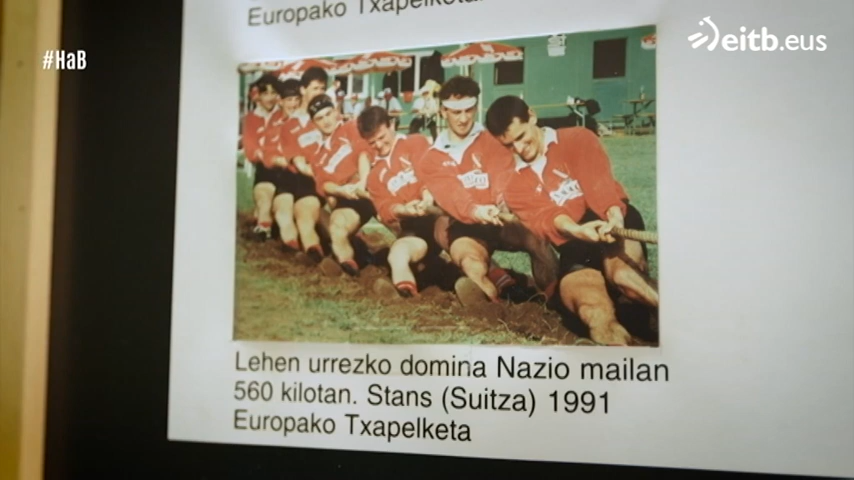 Europako Txapelketa
#HaB
eitb.eus
Lehen urrezko domina Nazio mailan
560 kilotan. Stans (Suitza) 1991
Europako Txapelketa